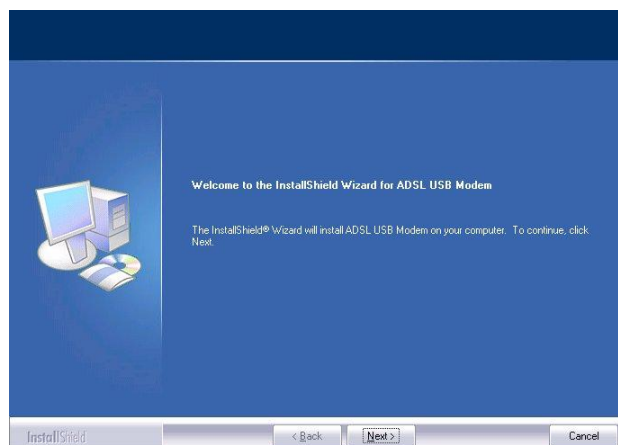 Welcome to the InstallShield Wizard for ADSL USB Modem
The InstallShield® Wizard will install ADSL USB Modem on your computer. To continue, click
Next.
InstallShield
< Back
Next >
Cancel